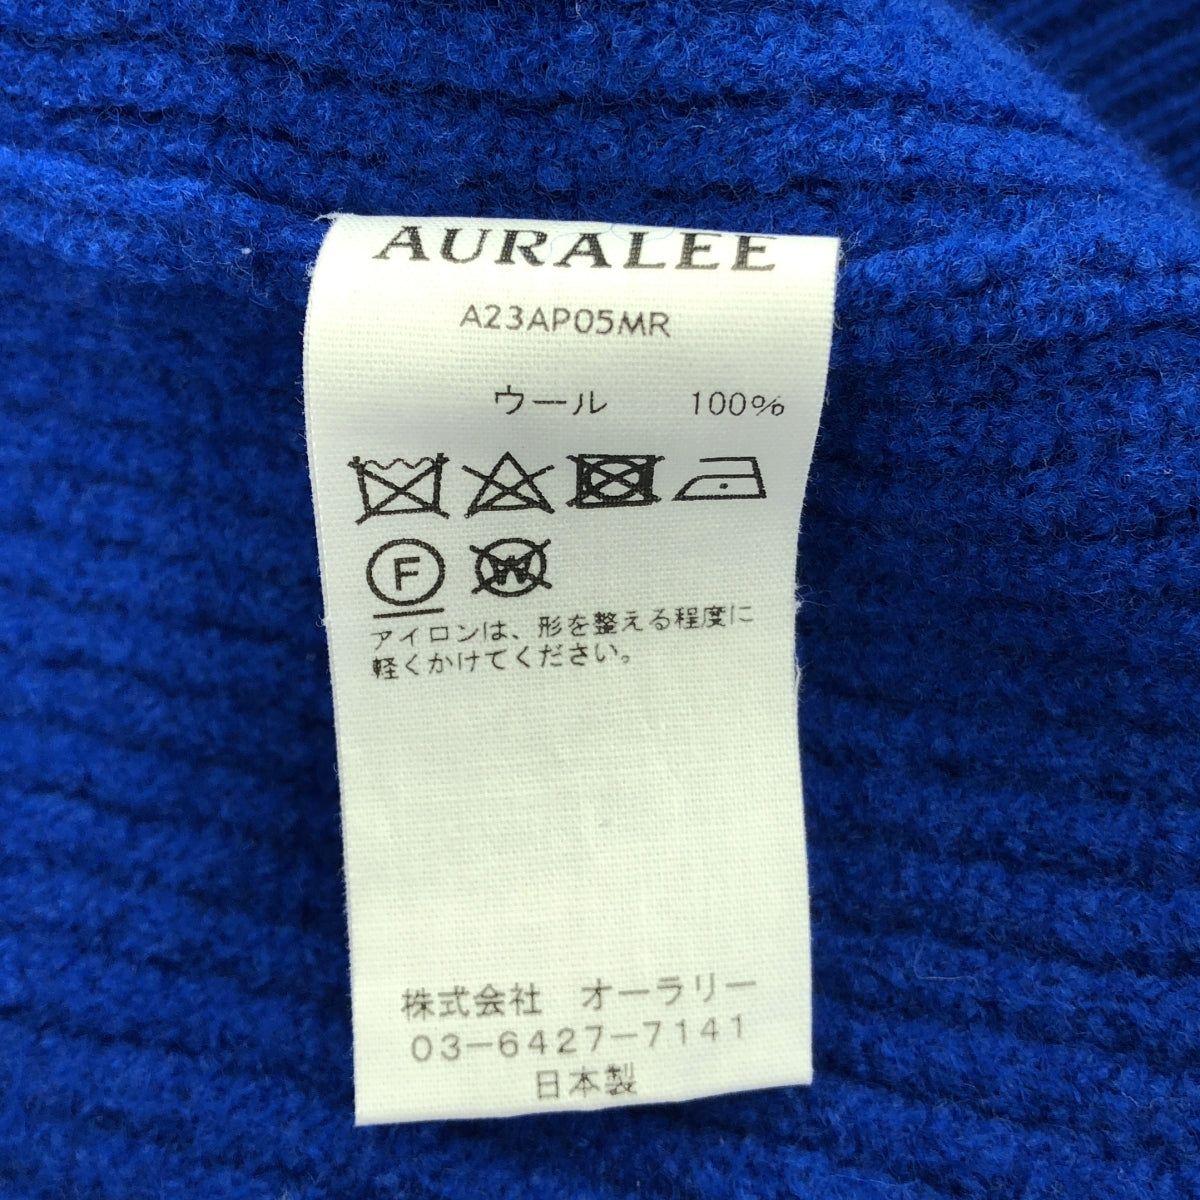 AURALEE
A23AP05MR
ウール 100%
F W
アイロンは、形を整える程度に
軽くかけてください。
株式会社 オーラリー
03-6427-7141
日本製